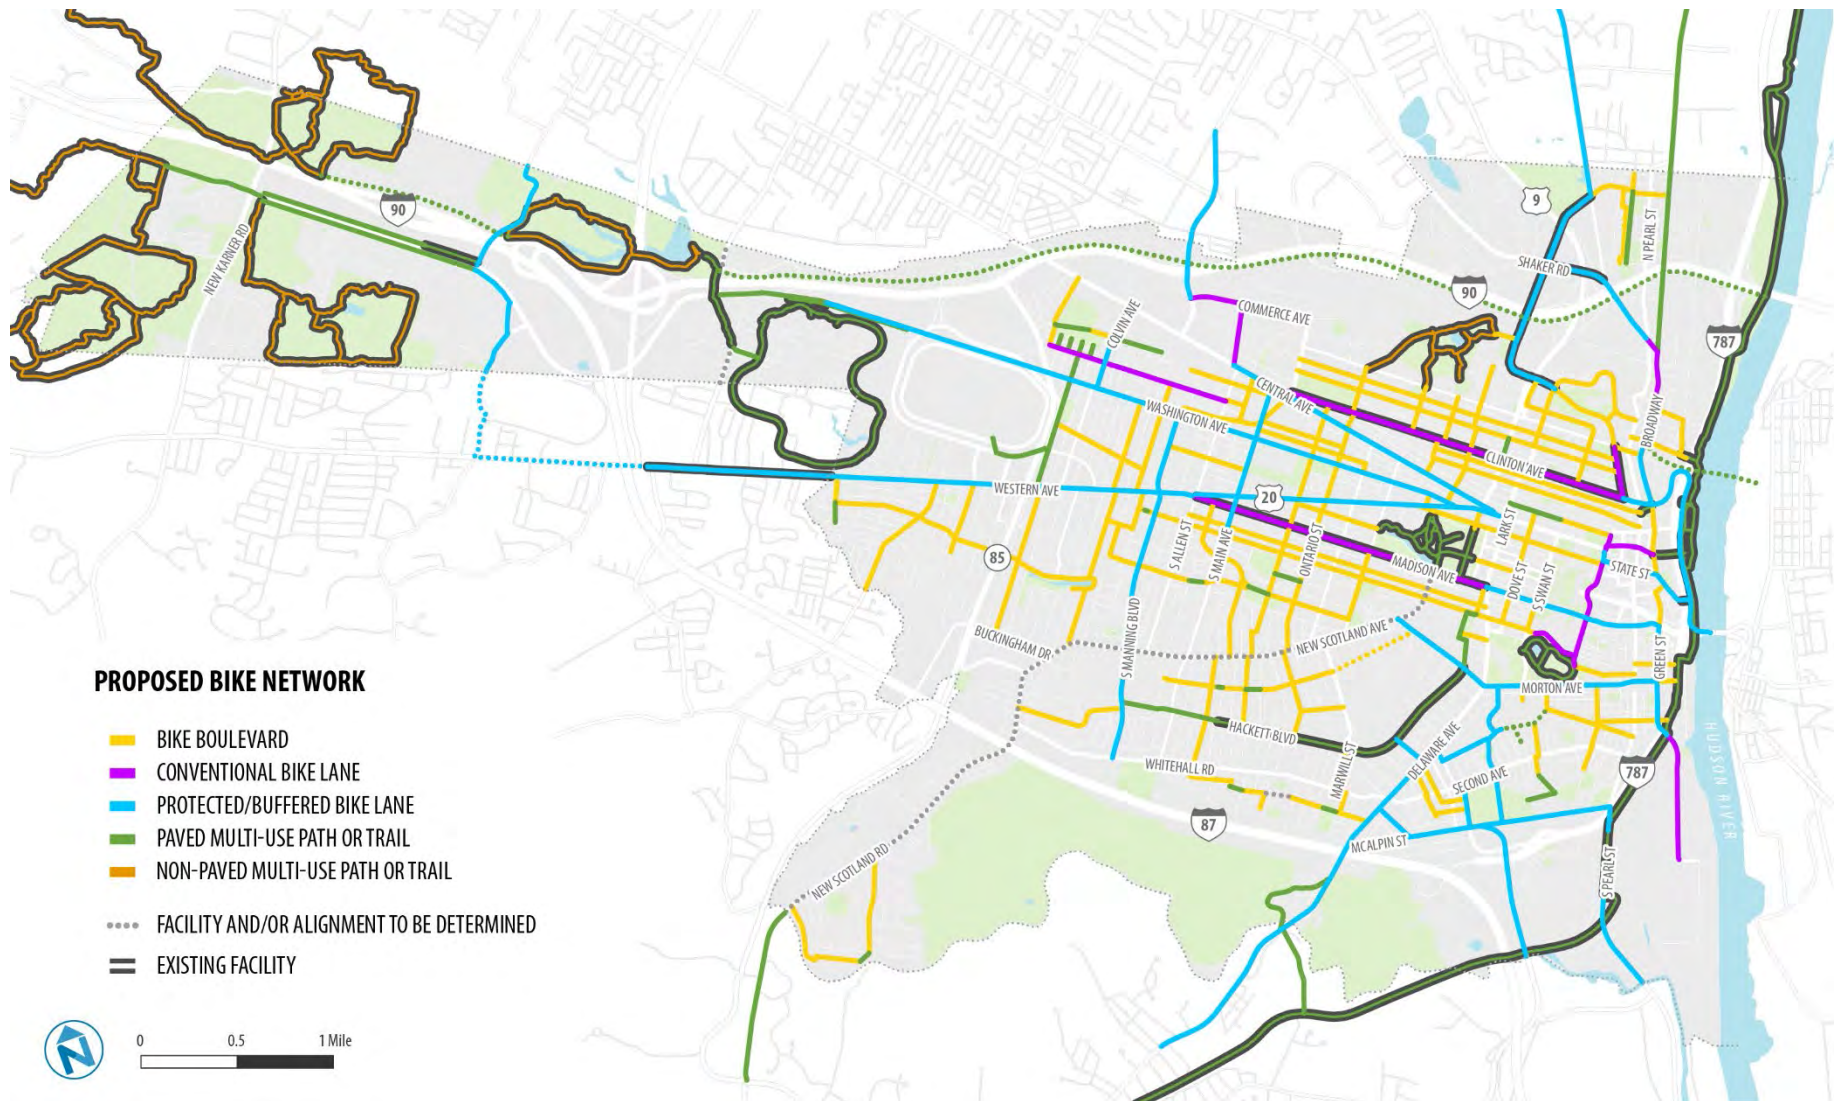 9
N PEARL ST
90
NEW KARNER RD
SHAKER RD
90
COLVIN AVE
COMMERCE AVE
787
CENTRAL AVE
WASHINGTON AVE
BROADWAY
CLINTON AVE
WESTERN AVE
20
LARK ST
85
S ALLEN ST
S MAIN AVE
ONTARIO ST
MADISON AVE
DOVE ST
S SWAN ST
STATE ST
BUCKINGHAM DR
S MANNING BLVD
NEW SCOTLAND AVE
GREEN ST
MORTON AVE
HACKETT BLVD
DELAWARE AVE
WHITEHALL RD
MARWILL ST
SECOND AVE
787
HUDSON RIVER
87
MCALPIN ST
NEW SCOTLAND RD
S PEARL ST
PROPOSED BIKE NETWORK
BIKE BOULEVARD
CONVENTIONAL BIKE LANE
PROTECTED/BUFFERED BIKE LANE
PAVED MULTI-USE PATH OR TRAIL
NON-PAVED MULTI-USE PATH OR TRAIL
FACILITY AND/OR ALIGNMENT TO BE DETERMINED
EXISTING FACILITY
N
0 0.5 1 Mile